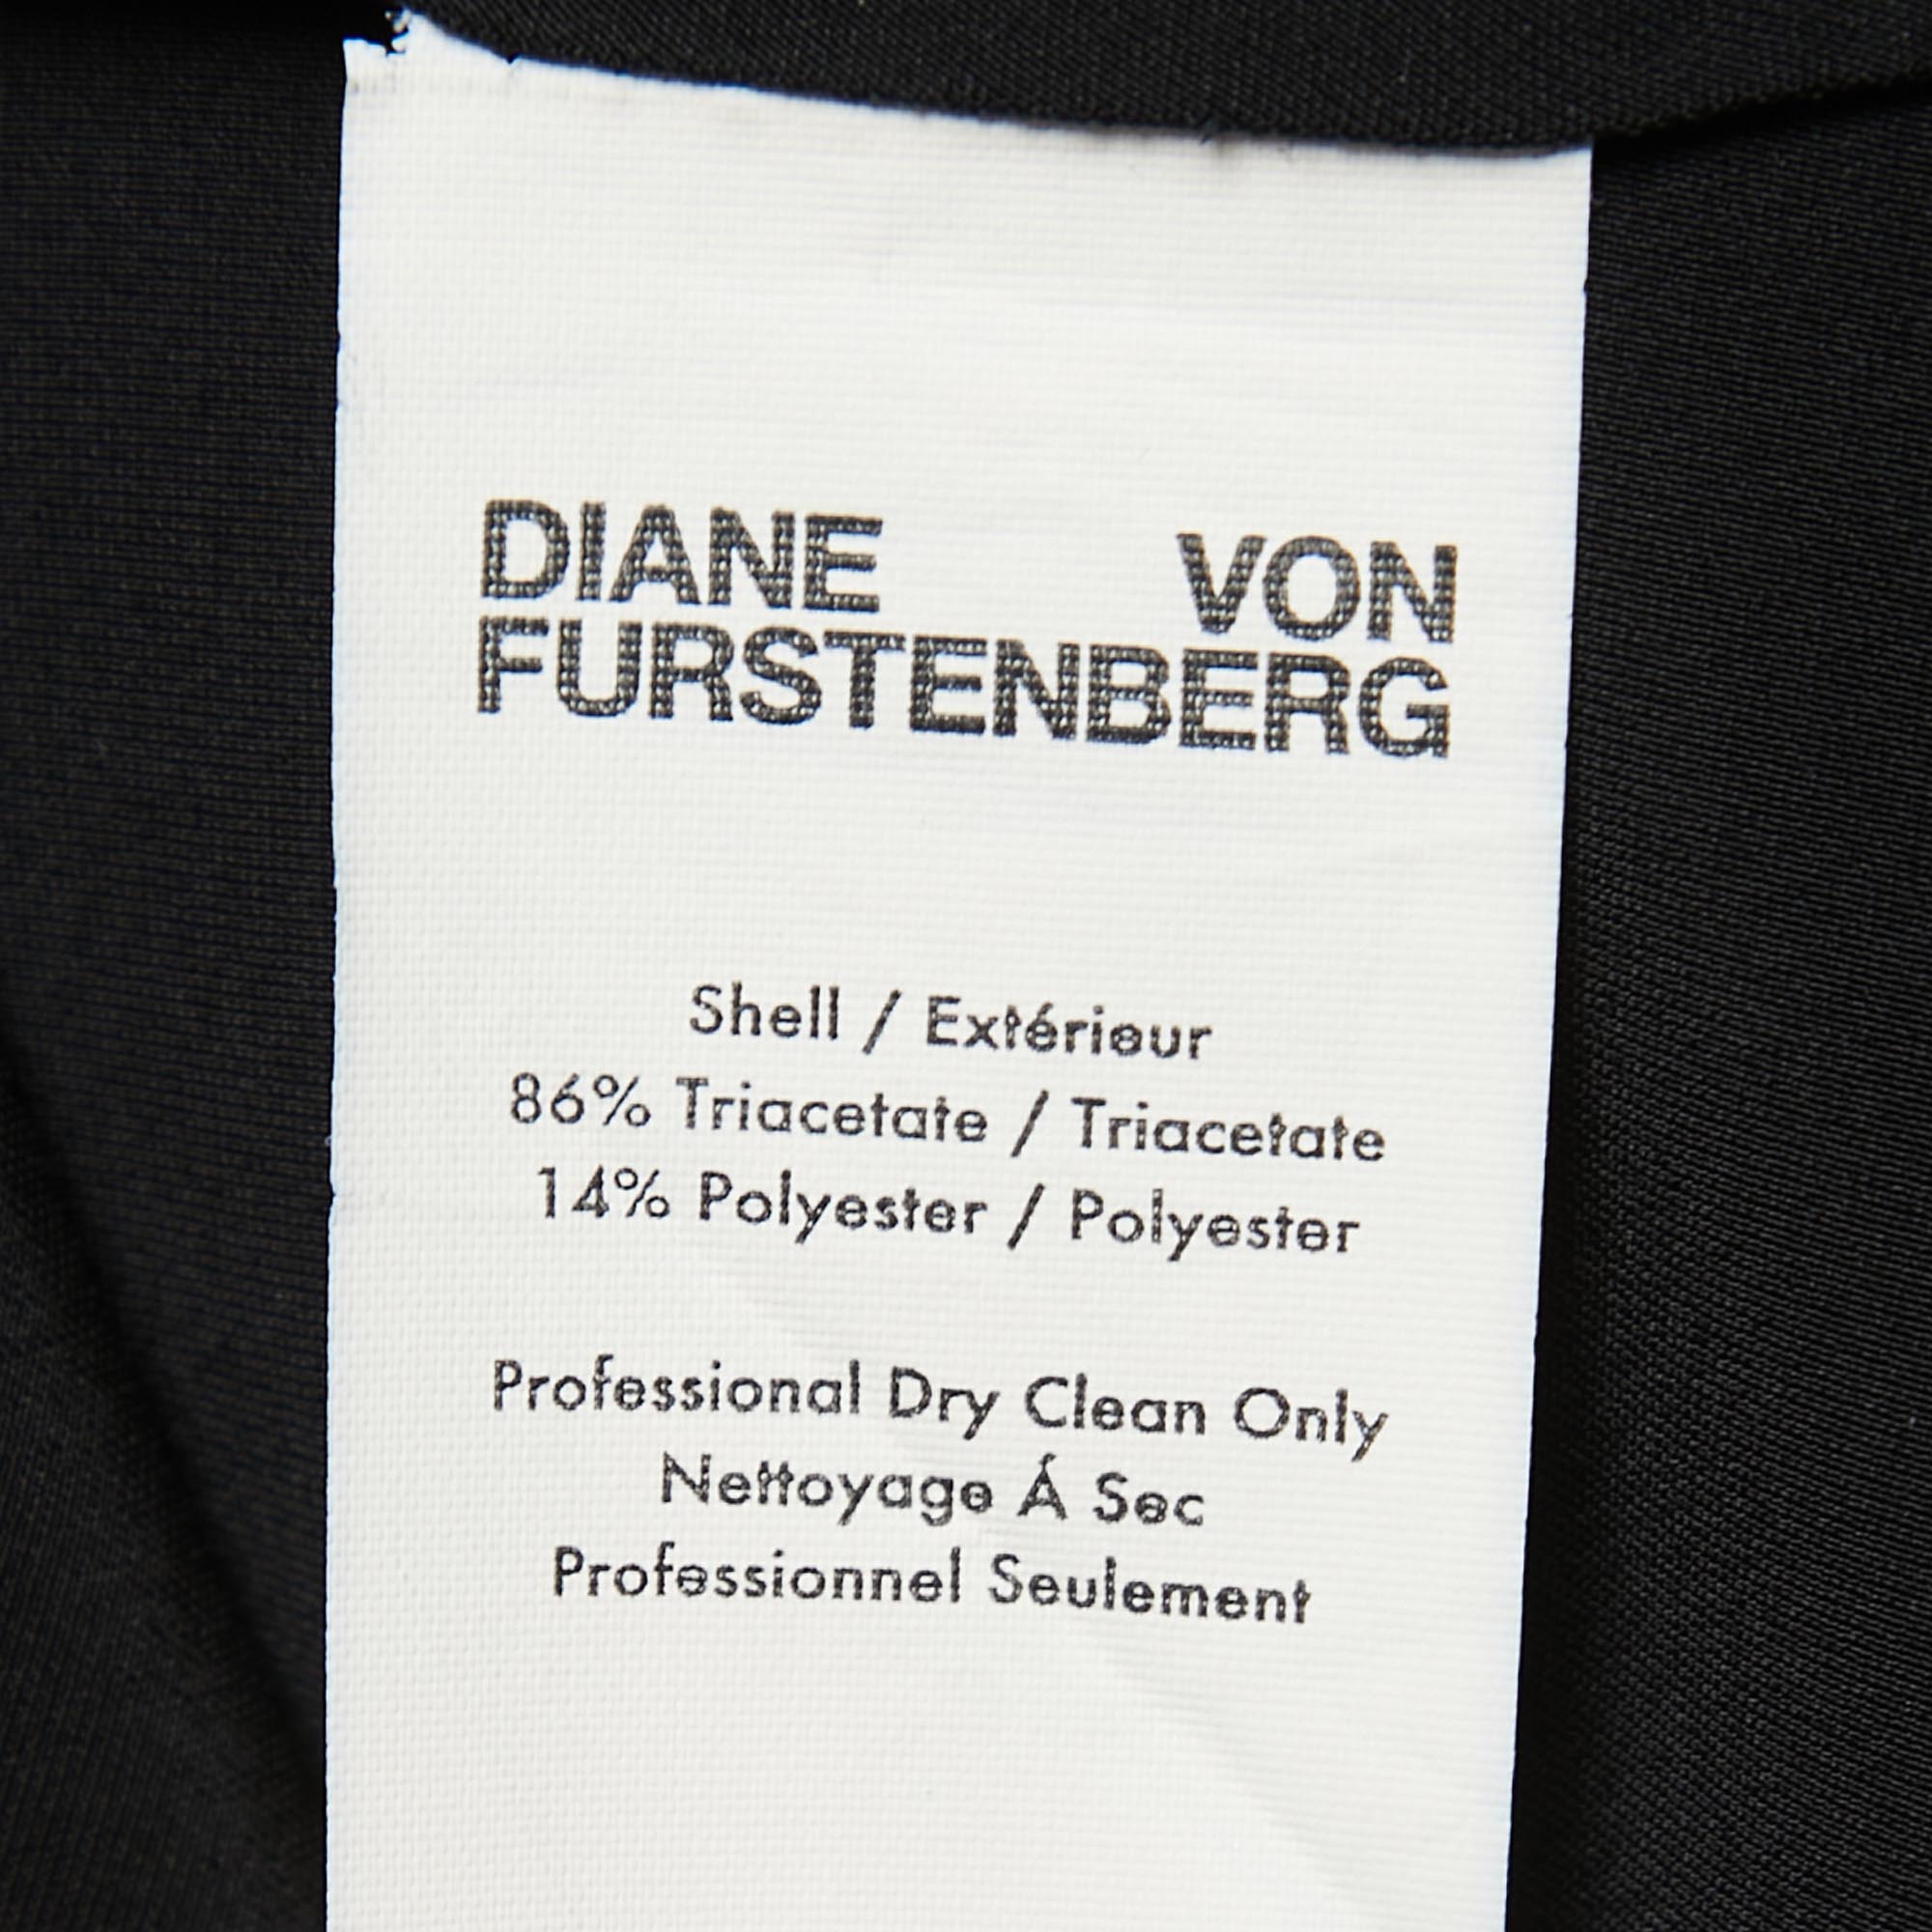 DIANE VON
FURSTENBERG
Shell / Extérieur
86% Triacetate / Triacetate
14% Polyester / Polyester
Professional Dry Clean Only
Nettoyage Á Sec
Professionnel Seulement